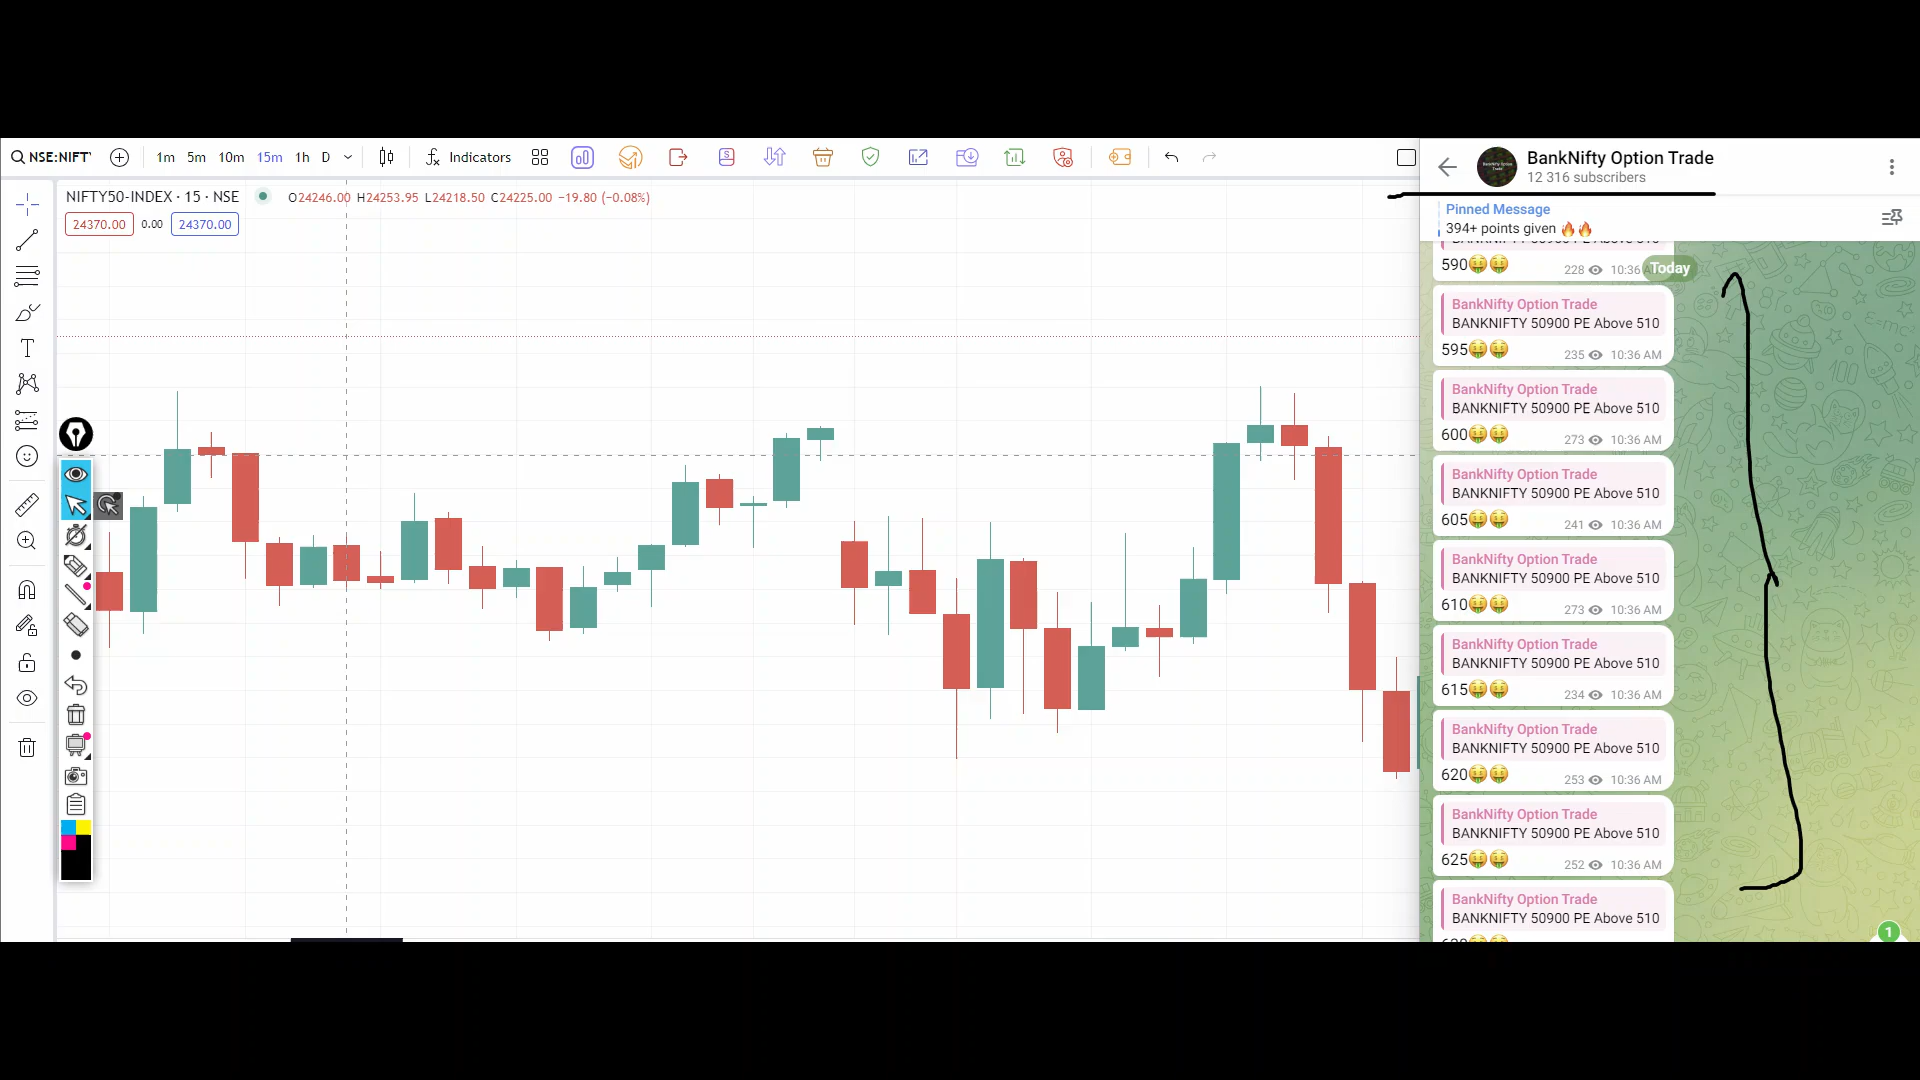 NSE:NIFTY
1m 5m 10m 15m 1h D Indicators
NIFTY50-INDEX · 15 · NSE O24246.00 H24253.95 L24218.50 C24225.00 −19.80 (−0.08%)
24370.00 0.00 24370.00
BankNifty Option Trade
12 316 subscribers
Pinned Message
394+ points given 🔥🔥
590🤑🤑 228 10:36 A
Today
BankNifty Option Trade
BANKNIFTY 50900 PE Above 510
595🤑🤑 235 10:36 AM
BankNifty Option Trade
BANKNIFTY 50900 PE Above 510
600🤑🤑 273 10:36 AM
BankNifty Option Trade
BANKNIFTY 50900 PE Above 510
605🤑🤑 241 10:36 AM
BankNifty Option Trade
BANKNIFTY 50900 PE Above 510
610🤑🤑 273 10:36 AM
BankNifty Option Trade
BANKNIFTY 50900 PE Above 510
615🤑🤑 234 10:36 AM
BankNifty Option Trade
BANKNIFTY 50900 PE Above 510
620🤑🤑 253 10:36 AM
BankNifty Option Trade
BANKNIFTY 50900 PE Above 510
625🤑🤑 252 10:36 AM
BankNifty Option Trade
BANKNIFTY 50900 PE Above 510
1